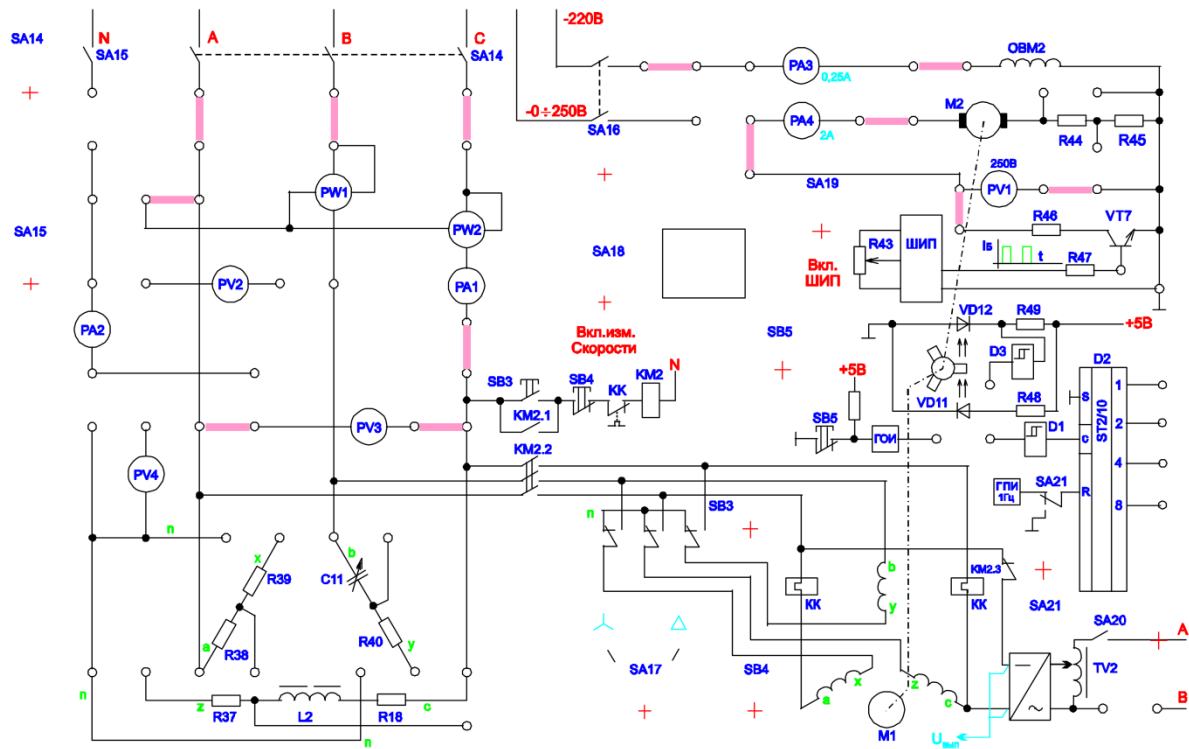 -220В
SA14
N
SA15
A
B
C
SA14
PA3
0,25А
ОВМ2
-0÷250В
SA16
PA4
2А
М2
R44
R45
PW1
PW2
SA19
250В
PV1
SA15
SA18
R43
ШИП
Вкл.
ШИП
R46
VT7
Iб
t
R47
PV2
PA1
PA2
Вкл.изм.
Скорости
SB5
VD12
R49
+5В
D3
D2
SB3
SB4
КК
КМ2
N
КМ2.1
+5В
VD11
R48
S
ST2/10
1
2
4
8
PV3
SB5
ГОИ
D1
C
КМ2.2
PV4
ГПИ
1Гц
SA21
R
n
n
SB3
x
R39
b
C11
b
y
КК
КК
КМ2.3
SA21
a
R38
R40
y
SA17
SB4
SA20
A
TV2
n
z
R37
L2
R18
c
n
a
x
М1
z
c
~
Uвып
B